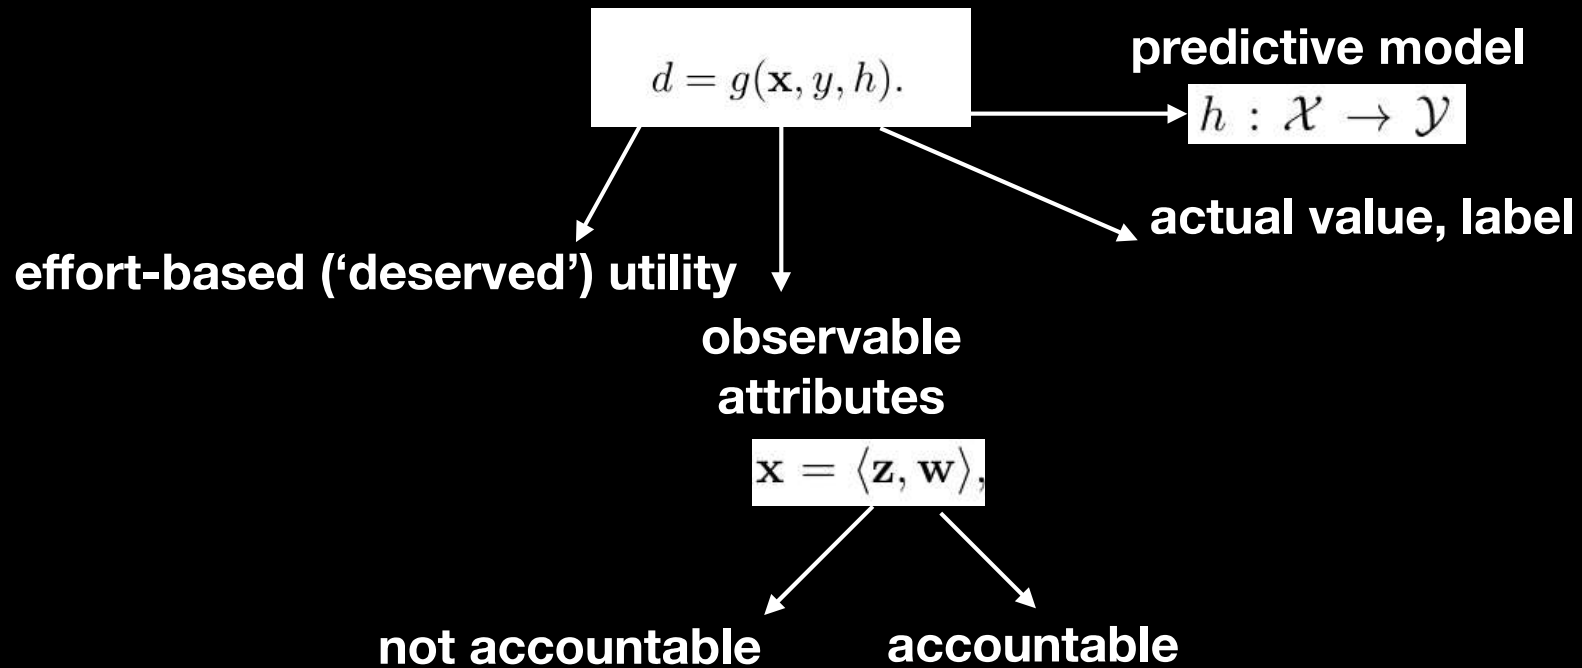 d = g(𝐱, y, h).
predictive model
h : 𝒳 → 𝒴
actual value, label
effort-based (‘deserved’) utility
observable
attributes
𝐱 = ⟨𝐳, 𝐰⟩,
not accountable
accountable